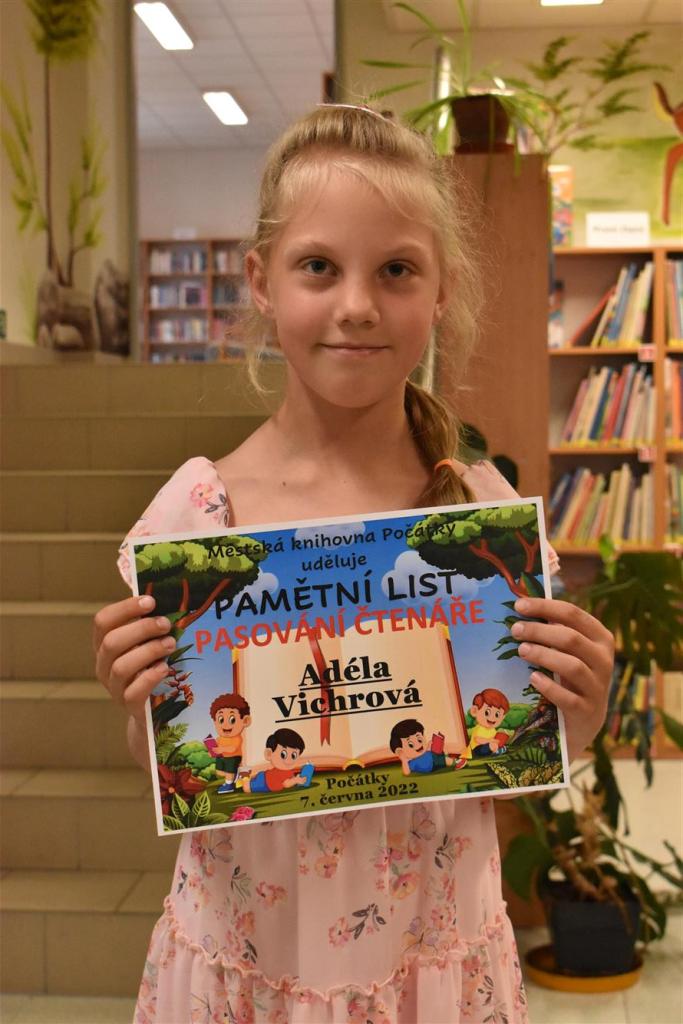 Městská knihovna Počátky
uděluje
PAMĚTNÍ LIST
PASOVÁNÍ ČTENÁŘE
Adéla
Vichrová
Počátky
7. června 2022